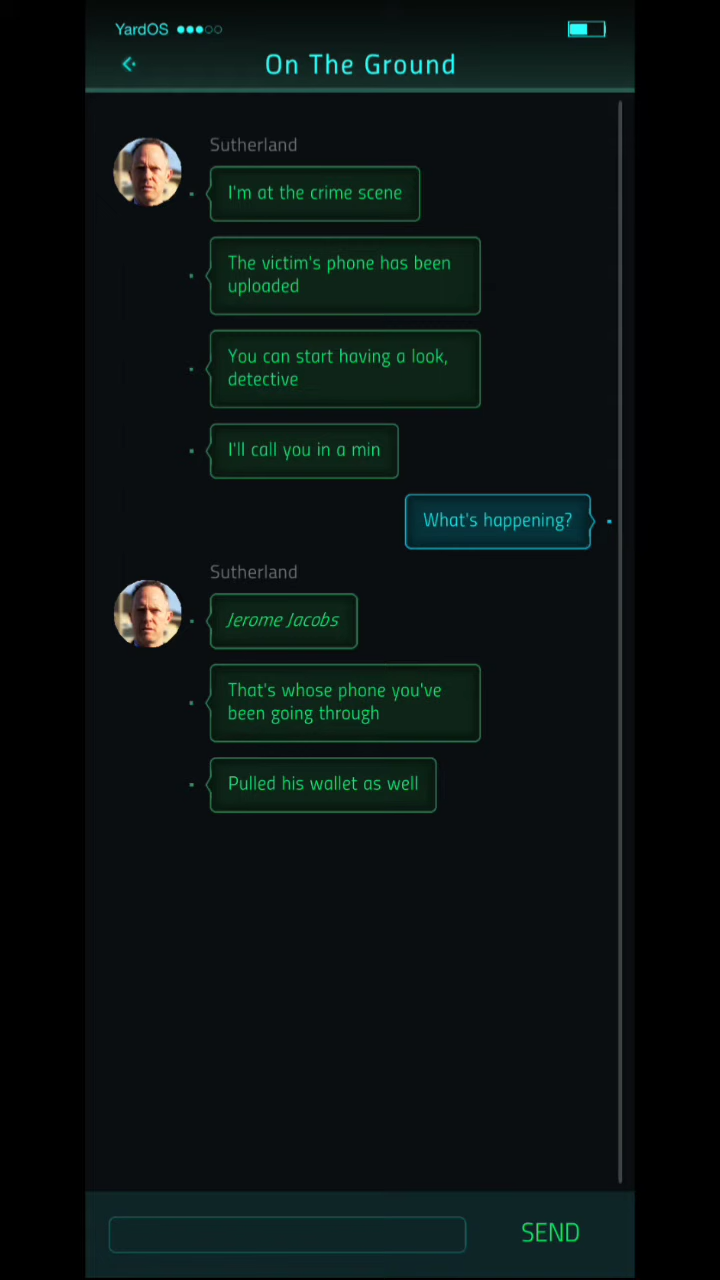 YardOS
On The Ground
Sutherland
I'm at the crime scene
The victim's phone has been
uploaded
You can start having a look,
detective
I'll call you in a min
What's happening?
Sutherland
Jerome Jacobs
That's whose phone you've
been going through
Pulled his wallet as well
SEND